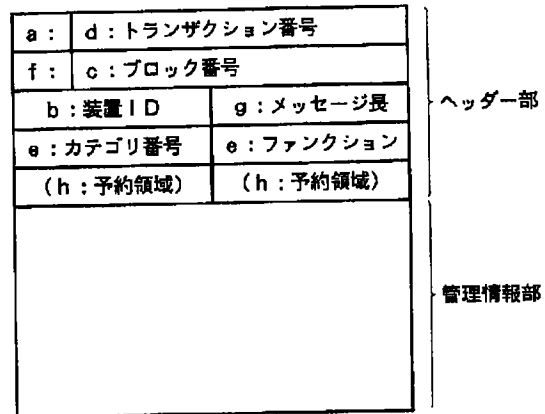 a： d：トランザクション番号
f： c：ブロック番号
b：装置ID g：メッセージ長
e：カテゴリ番号 e：ファンクション
（h：予約領域） （h：予約領域）
ヘッダー部
管理情報部